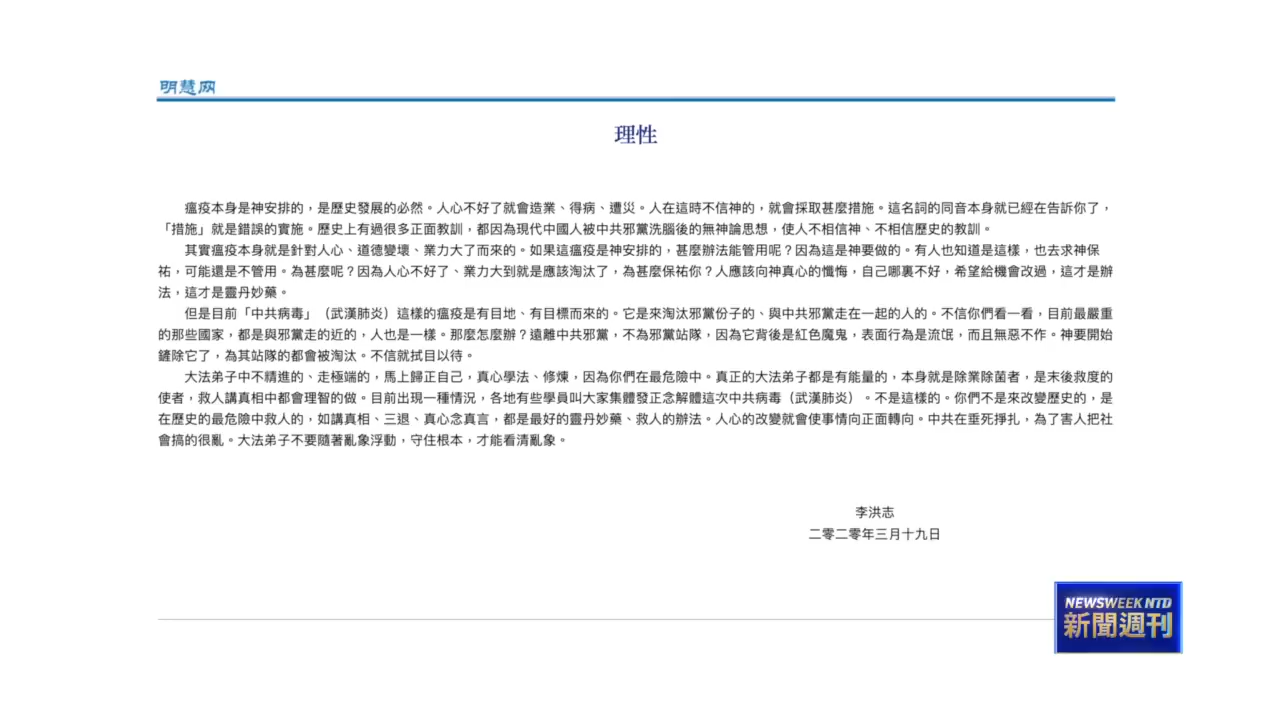 明慧网
理性
瘟疫本身是神安排的，是歷史發展的必然。人心不好了就會造業、得病、遭災。人在這時不信神的，就會採取甚麼措施。這名詞的同音本身就已經在告訴你了，
「措施」就是錯誤的實施。歷史上有過很多正面教訓，都因為現代中國人被中共邪黨洗腦後的無神論思想，使人不相信神、不相信歷史的教訓。
其實瘟疫本身就是針對人心、道德變壞、業力大了而來的。如果這瘟疫是神安排的，甚麼辦法能管用呢？因為這是神要做的。有人也知道是這樣，也去求神保
祐，可能還是不管用。為甚麼呢？因為人心不好了、業力大到就是應該淘汰了，為甚麼保祐你？人應該向神真心的懺悔，自己哪裏不好，希望給機會改過，這才是辦
法，這才是靈丹妙藥。
但是目前「中共病毒」（武漢肺炎）這樣的瘟疫是有目地、有目標而來的。它是來淘汰邪黨份子的、與中共邪黨走在一起的人的。不信你們看一看，目前最嚴重
的那些國家，都是與邪黨走的近的，人也是一樣。那麼怎麼辦？遠離中共邪黨，不為邪黨站隊，因為它背後是紅色魔鬼，表面行為是流氓，而且無惡不作。神要開始
鏟除它了，為其站隊的都會被淘汰。不信就拭目以待。
大法弟子中不精進的、走極端的，馬上歸正自己，真心學法、修煉，因為你們在最危險中。真正的大法弟子都是有能量的，本身就是除業除菌者，是末後救度的
使者，救人講真相中都會理智的做。目前出現一種情況，各地有些學員叫大家集體發正念解體這次中共病毒（武漢肺炎）。不是這樣的。你們不是來改變歷史的，是
在歷史的最危險中救人的，如講真相、三退、真心念真言，都是最好的靈丹妙藥、救人的辦法。人心的改變就會使事情向正面轉向。中共在垂死掙扎，為了害人把社
會搞的很亂。大法弟子不要隨著亂象浮動，守住根本，才能看清亂象。
李洪志
二零二零年三月十九日
NEWSWEEK NTD
新聞週刊